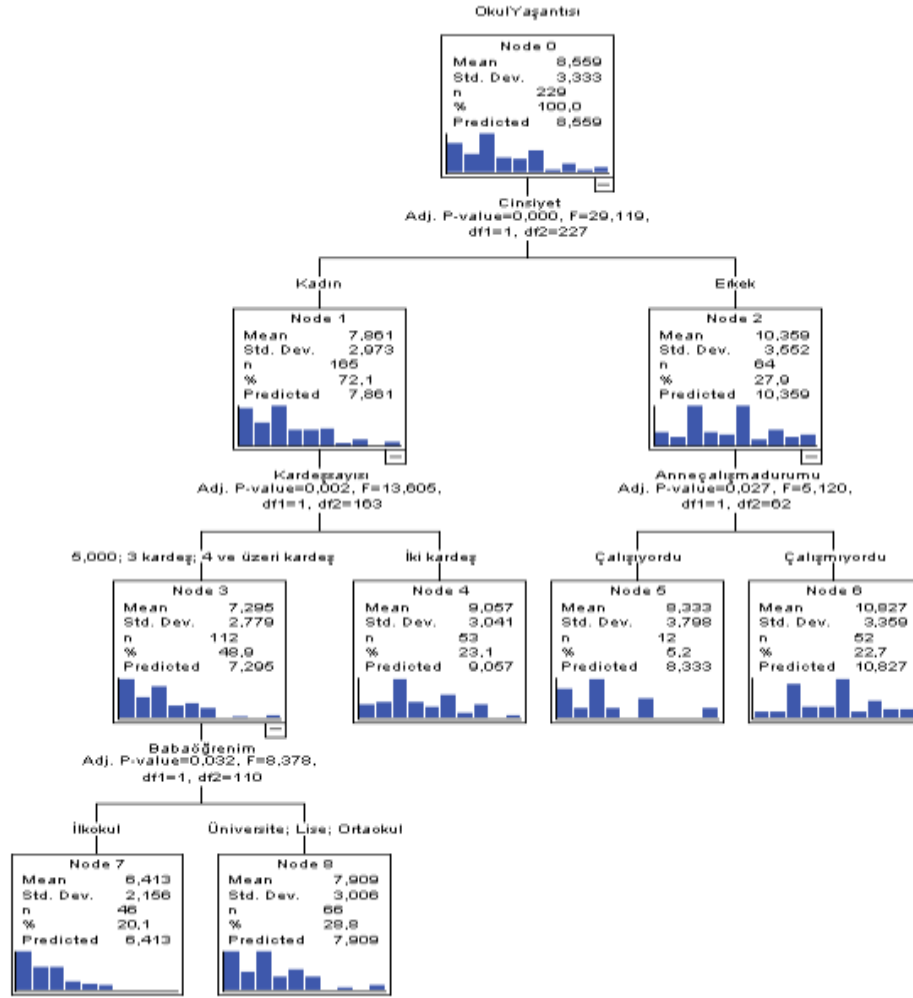 Okul Yaşantısı
Node 0
Mean 8,559
Std. Dev. 3,333
n 229
% 100,0
Predicted 8,559
Cinsiyet
Adj. P-value=0,000, F=29,119,
df1=1, df2=227
Kadın
Erkek
Node 1
Mean 7,861
Std. Dev. 2,973
n 165
% 72,1
Predicted 7,861
Node 2
Mean 10,359
Std. Dev. 3,552
n 64
% 27,9
Predicted 10,359
Kardeşsayısı
Adj. P-value=0,002, F=13,605,
df1=1, df2=163
Anneçalışmadurumu
Adj. P-value=0,027, F=5,120,
df1=1, df2=62
5,000; 3 kardeş; 4 ve üzeri kardeş
İki kardeş
Çalışıyordu
Çalışmıyordu
Node 3
Mean 7,295
Std. Dev. 2,779
n 112
% 48,9
Predicted 7,295
Node 4
Mean 9,057
Std. Dev. 3,041
n 53
% 23,1
Predicted 9,057
Node 5
Mean 8,333
Std. Dev. 3,798
n 12
% 5,2
Predicted 8,333
Node 6
Mean 10,827
Std. Dev. 3,359
n 52
% 22,7
Predicted 10,827
Babaöğrenim
Adj. P-value=0,032, F=8,378,
df1=1, df2=110
İlkokul
Üniversite; Lise; Ortaokul
Node 7
Mean 6,413
Std. Dev. 2,156
n 46
% 20,1
Predicted 6,413
Node 8
Mean 7,909
Std. Dev. 3,006
n 66
% 28,8
Predicted 7,909